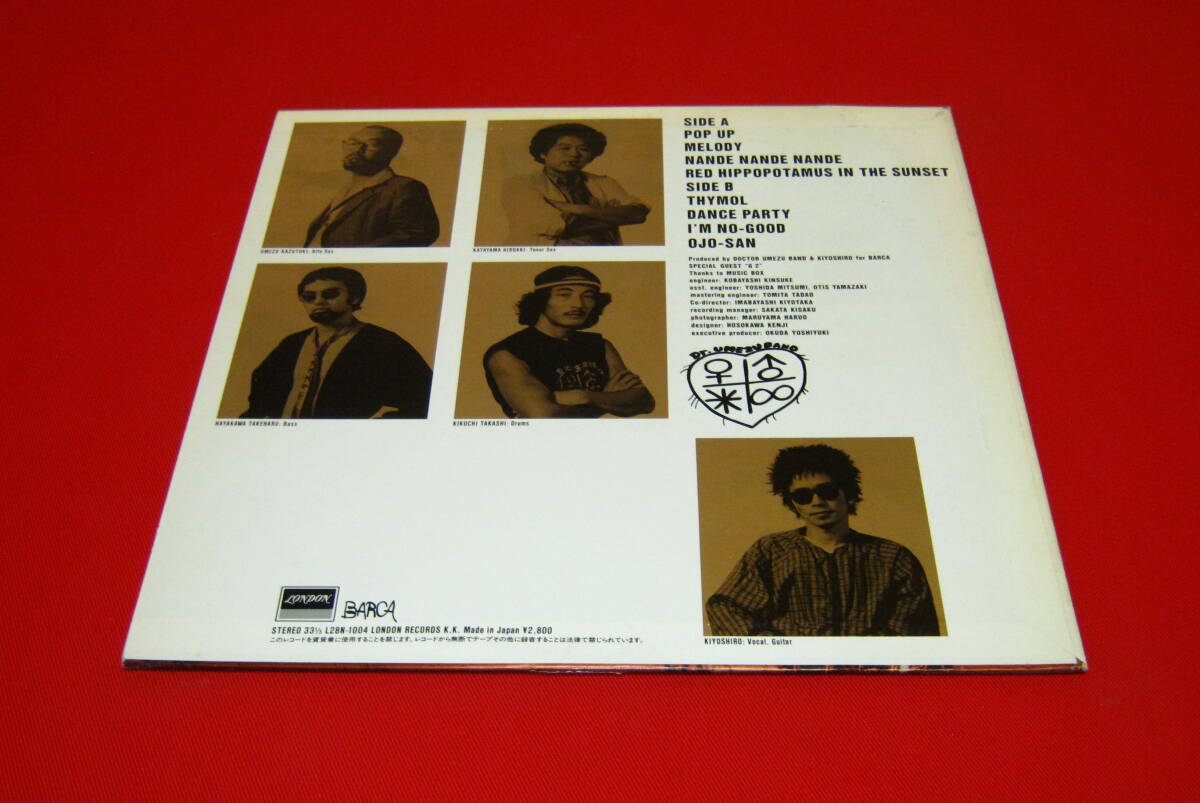 SIDE A
POP UP
MELODY
NANDE NANDE NANDE
RED HIPPOPOTAMUS IN THE SUNSET
SIDE B
THYMOL
DANCE PARTY
I'M NO-GOOD
OJO-SAN
Produced by DOCTOR UMEZU BAND & KIYOSHIRO for BARCA
SPECIAL GUEST "G 2"
Thanks to MUSIC BOX
engineer: KOBAYASHI KINSUKE
asst. engineer: YOSHIDA MITSUMI, OTIS YAMAZAKI
mastering engineer: TOMITA TADAO
Co-director: IMABAYASHI KIYOTAKA
recording manager: SAKATA KISAKU
photographer: MARUYAMA HARUO
designer: HOSOKAWA KENJI
executive producer: OKUDA YOSHIYUKI
DT. UMEZU BAND
UMEZU KAZUTOKI: Alto Sax
KATAYAMA HIROAKI: Tenor Sax
HAYAKAWA TAKEHARU: Bass
KIKUCHI TAKASHI: Drums
KIYOSHIRO: Vocal, Guitar
LONDON
BARCA
STEREO 33⅓ L28N-1004 LONDON RECORDS K.K. Made in Japan ¥2,800
このレコードを賃貸業に使用することを禁じます。レコードから無断でテープその他に録音することは法律で禁じられています。